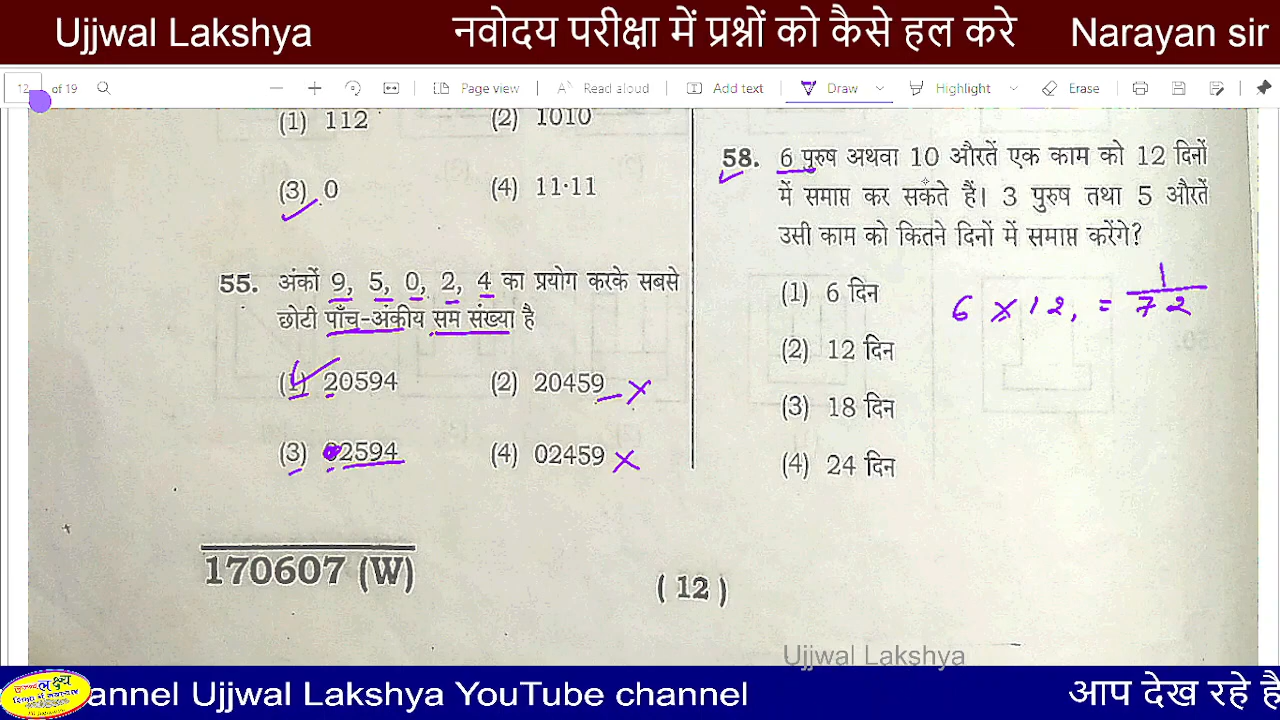 Ujjwal Lakshya नवोदय परीक्षा में प्रश्नों को कैसे हल करे Narayan sir
12 of 19 Page view A Read aloud T Add text Draw Highlight Erase
(1) 112 (2) 1010
(3) 0 (4) 11·11
55. अंकों 9, 5, 0, 2, 4 का प्रयोग करके सबसे
छोटी पाँच-अंकीय सम संख्या है
(1) 20594 (2) 20459
(3) 02594 (4) 02459
170607 (W)
( 12 )
58. 6 पुरुष अथवा 10 औरतें एक काम को 12 दिनों
में समाप्त कर सकते हैं। 3 पुरुष तथा 5 औरतें
उसी काम को कितने दिनों में समाप्त करेंगे?
(1) 6 दिन
6 × 12, = 1/72
(2) 12 दिन
(3) 18 दिन
(4) 24 दिन
Ujjwal Lakshya
annel Ujjwal Lakshya YouTube channel आप देख रहे है